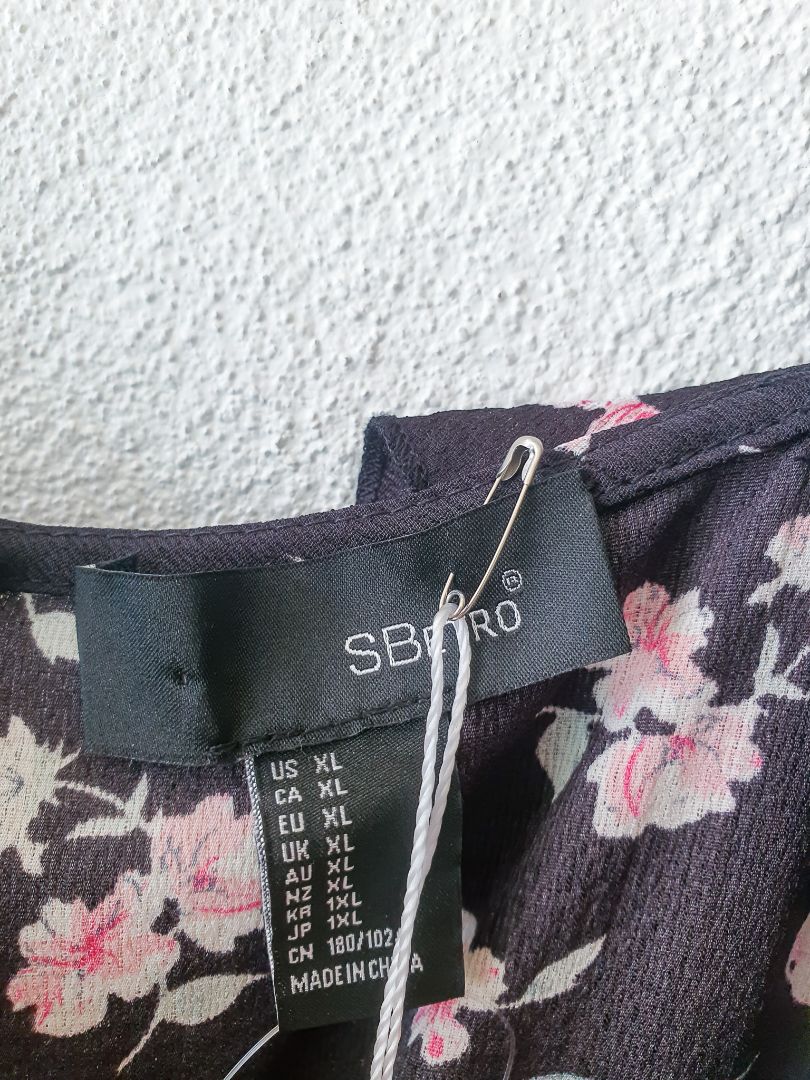 ®
US XL
CA XL
EU XL
UK XL
AU XL
NZ XL
KR 1XL
JP 1XL
CN 180/102
MADE IN